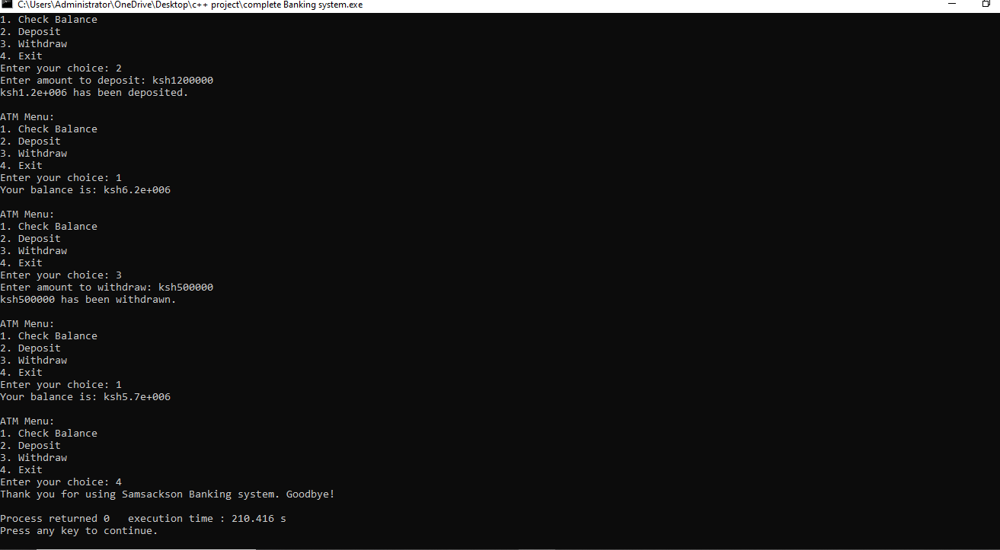 C:\Users\Administrator\OneDrive\Desktop\c++ project\complete Banking system.exe
1. Check Balance
2. Deposit
3. Withdraw
4. Exit
Enter your choice: 2
Enter amount to deposit: ksh1200000
ksh1.2e+006 has been deposited.

ATM Menu:
1. Check Balance
2. Deposit
3. Withdraw
4. Exit
Enter your choice: 1
Your balance is: ksh6.2e+006

ATM Menu:
1. Check Balance
2. Deposit
3. Withdraw
4. Exit
Enter your choice: 3
Enter amount to withdraw: ksh500000
ksh500000 has been withdrawn.

ATM Menu:
1. Check Balance
2. Deposit
3. Withdraw
4. Exit
Enter your choice: 1
Your balance is: ksh5.7e+006

ATM Menu:
1. Check Balance
2. Deposit
3. Withdraw
4. Exit
Enter your choice: 4
Thank you for using Samsackson Banking system. Goodbye!

Process returned 0   execution time : 210.416 s
Press any key to continue.